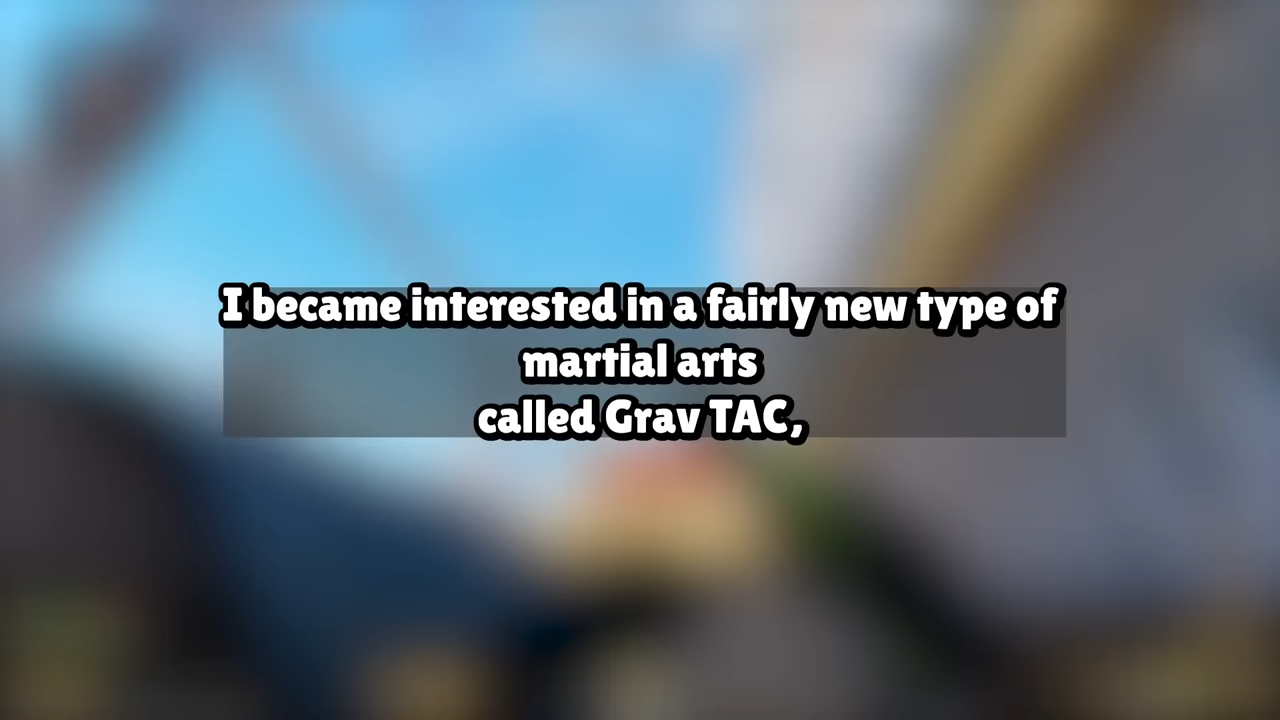 I became interested in a fairly new type of
martial arts
called Grav TAC,